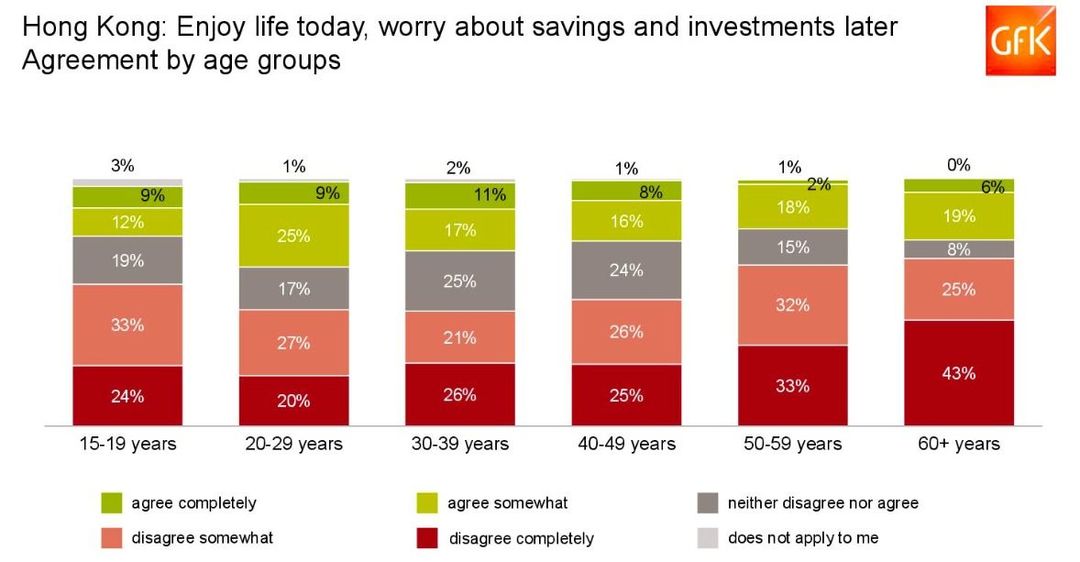 Hong Kong: Enjoy life today, worry about savings and investments later
Agreement by age groups
GfK
3% 1% 2% 1% 1% 0%
9% 9% 11% 8% 2% 6%
12% 25% 17% 16% 18% 19%
19% 17% 25% 24% 15% 8%
33% 27% 21% 26% 32% 25%
24% 20% 26% 25% 33% 43%
15-19 years 20-29 years 30-39 years 40-49 years 50-59 years 60+ years
agree completely agree somewhat neither disagree nor agree
disagree somewhat disagree completely does not apply to me